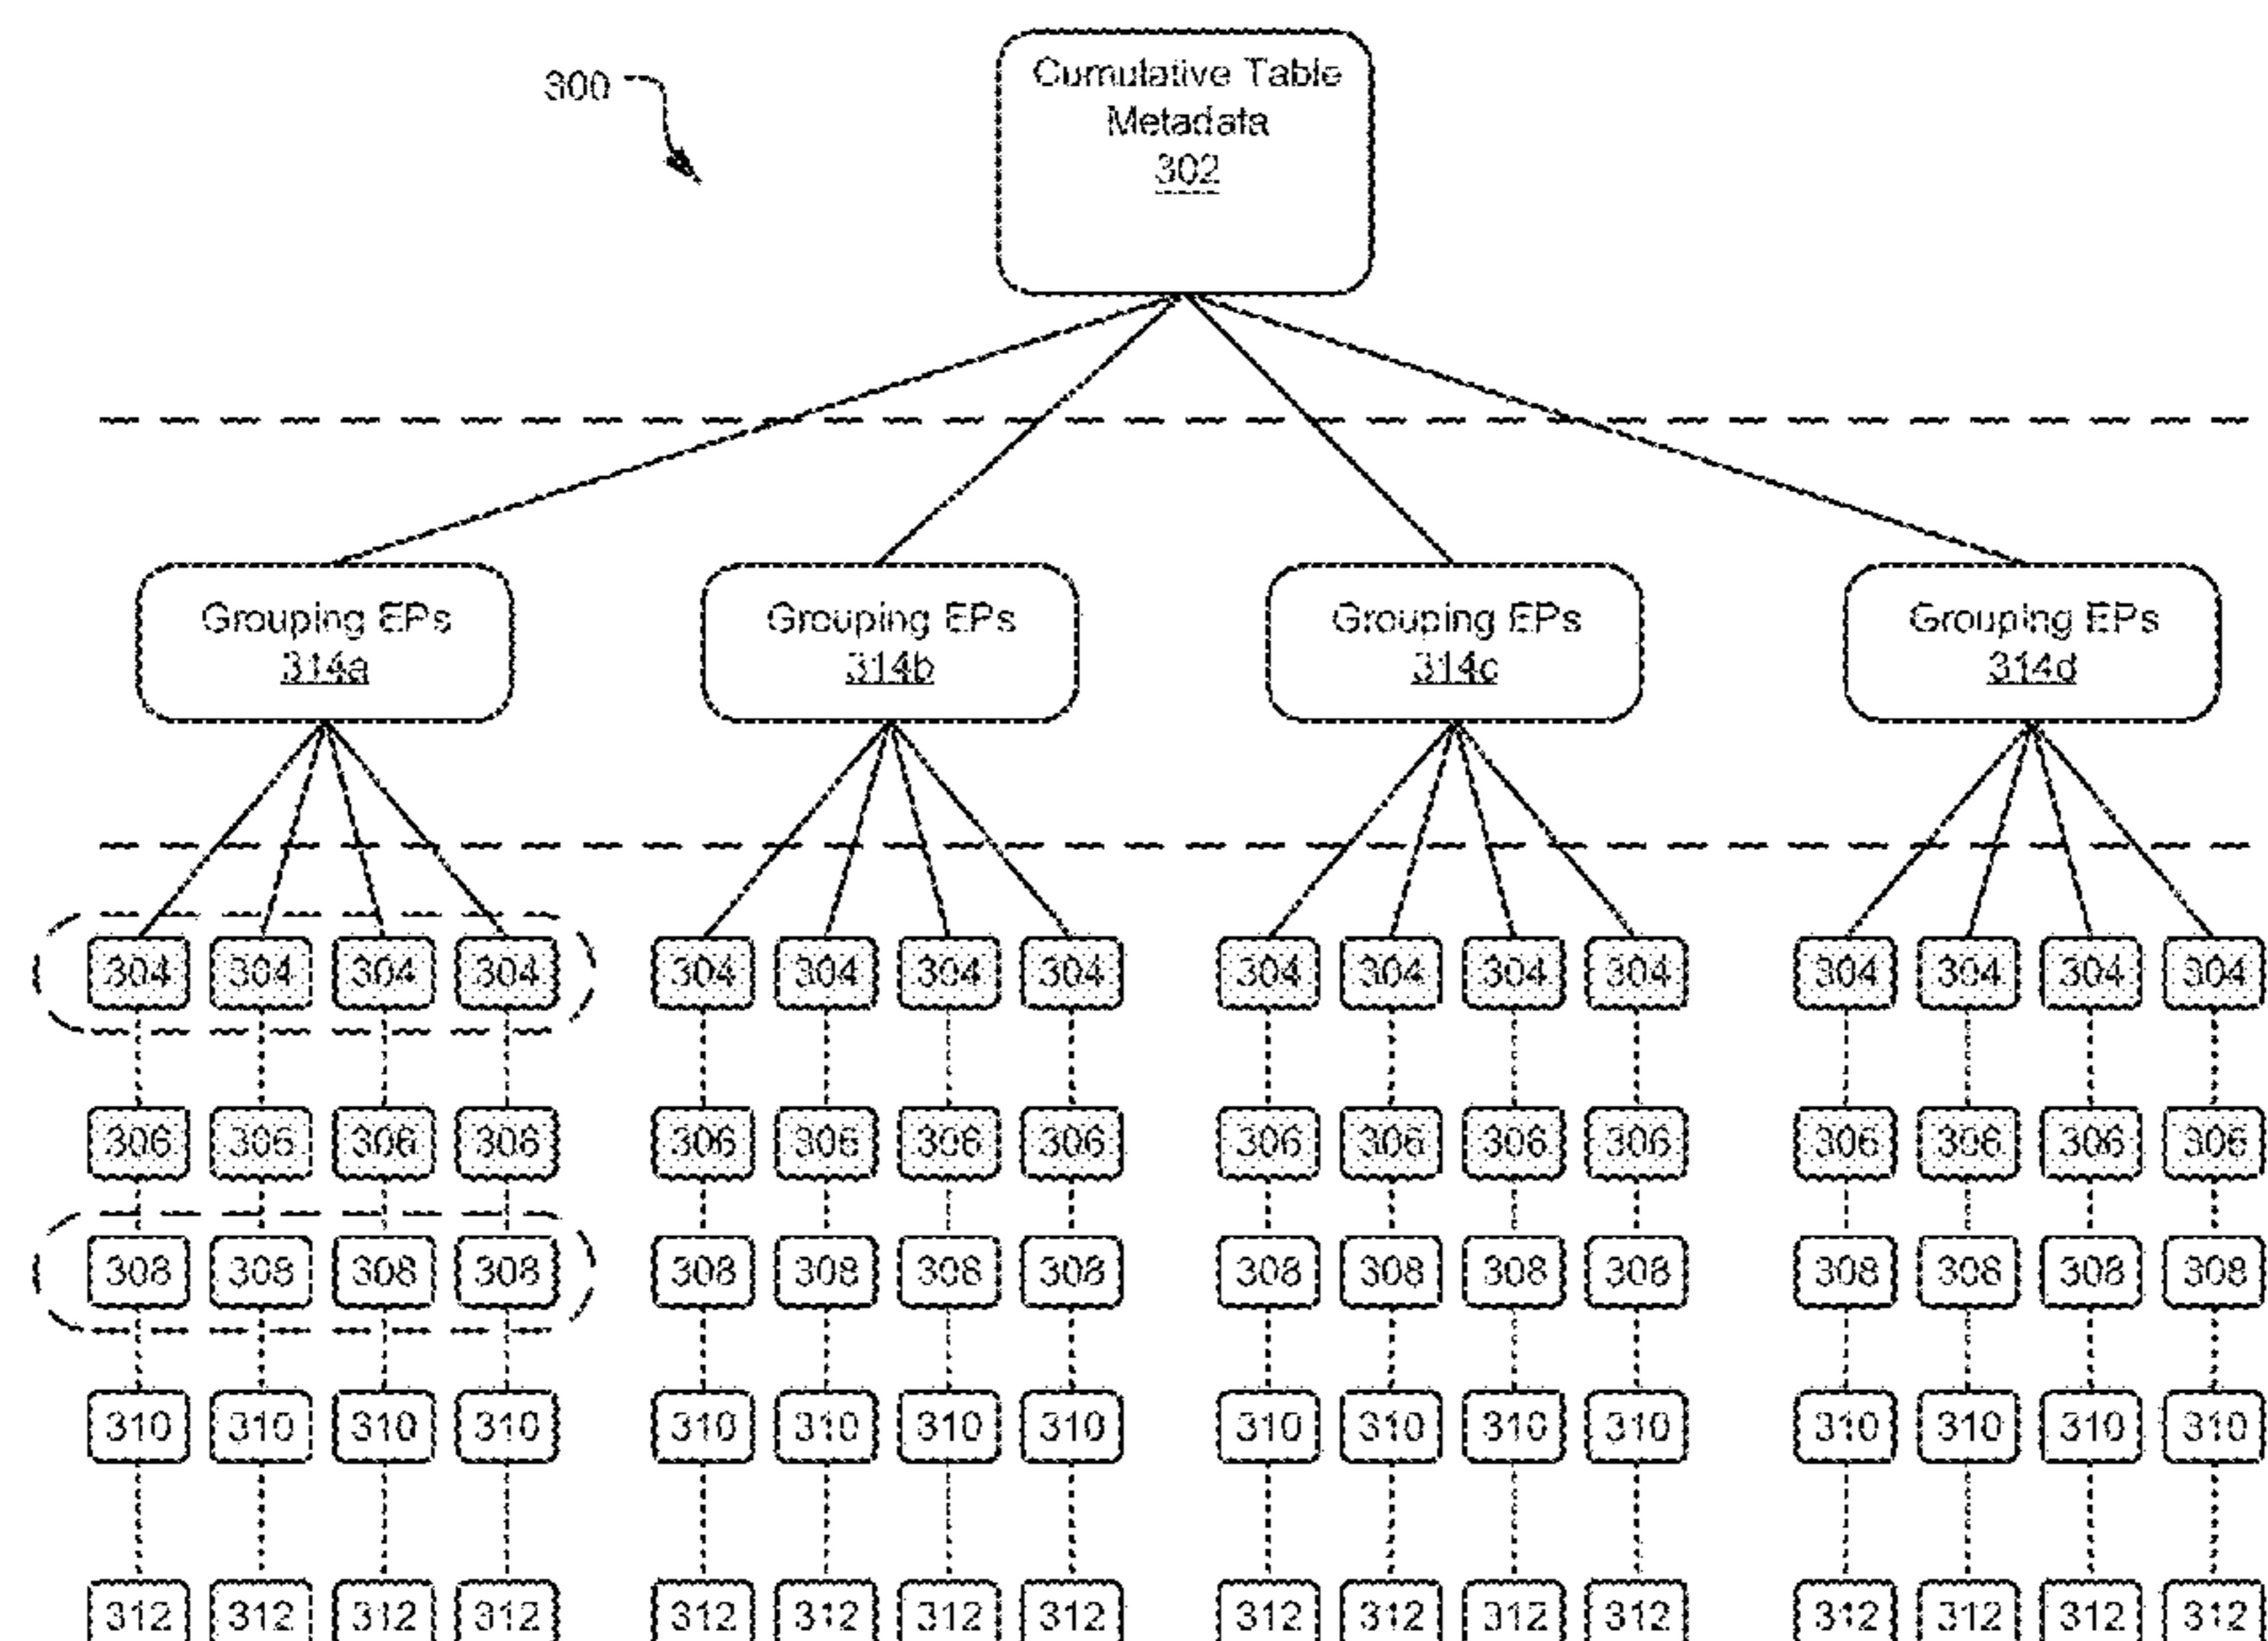 300
Cumulative Table
Metadata
302
Grouping EPs
314a
Grouping EPs
314b
Grouping EPs
314c
Grouping EPs
314d
304 304 304 304 304 304 304 304 304 304 304 304 304 304 304 304
306 306 306 306 306 306 306 306 306 306 306 306 306 306 306 306
308 308 308 308 308 308 308 308 308 308 308 308 308 308 308 308
310 310 310 310 310 310 310 310 310 310 310 310 310 310 310 310
312 312 312 312 312 312 312 312 312 312 312 312 312 312 312 312